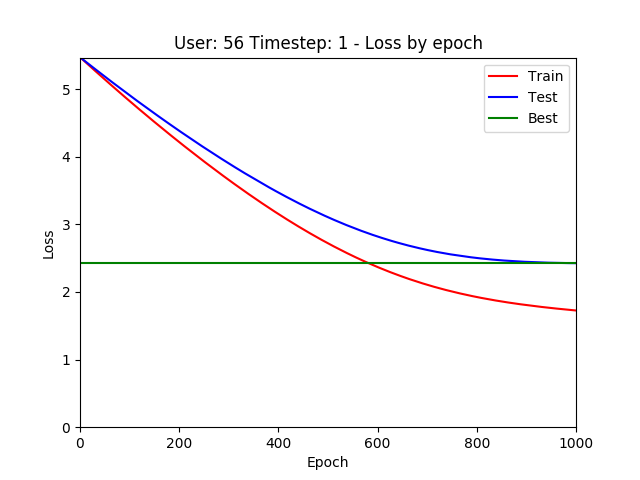 User: 56 Timestep: 1 - Loss by epoch
Train
Test
Best
Loss
5
4
3
2
1
0
0 200 400 600 800 1000
Epoch